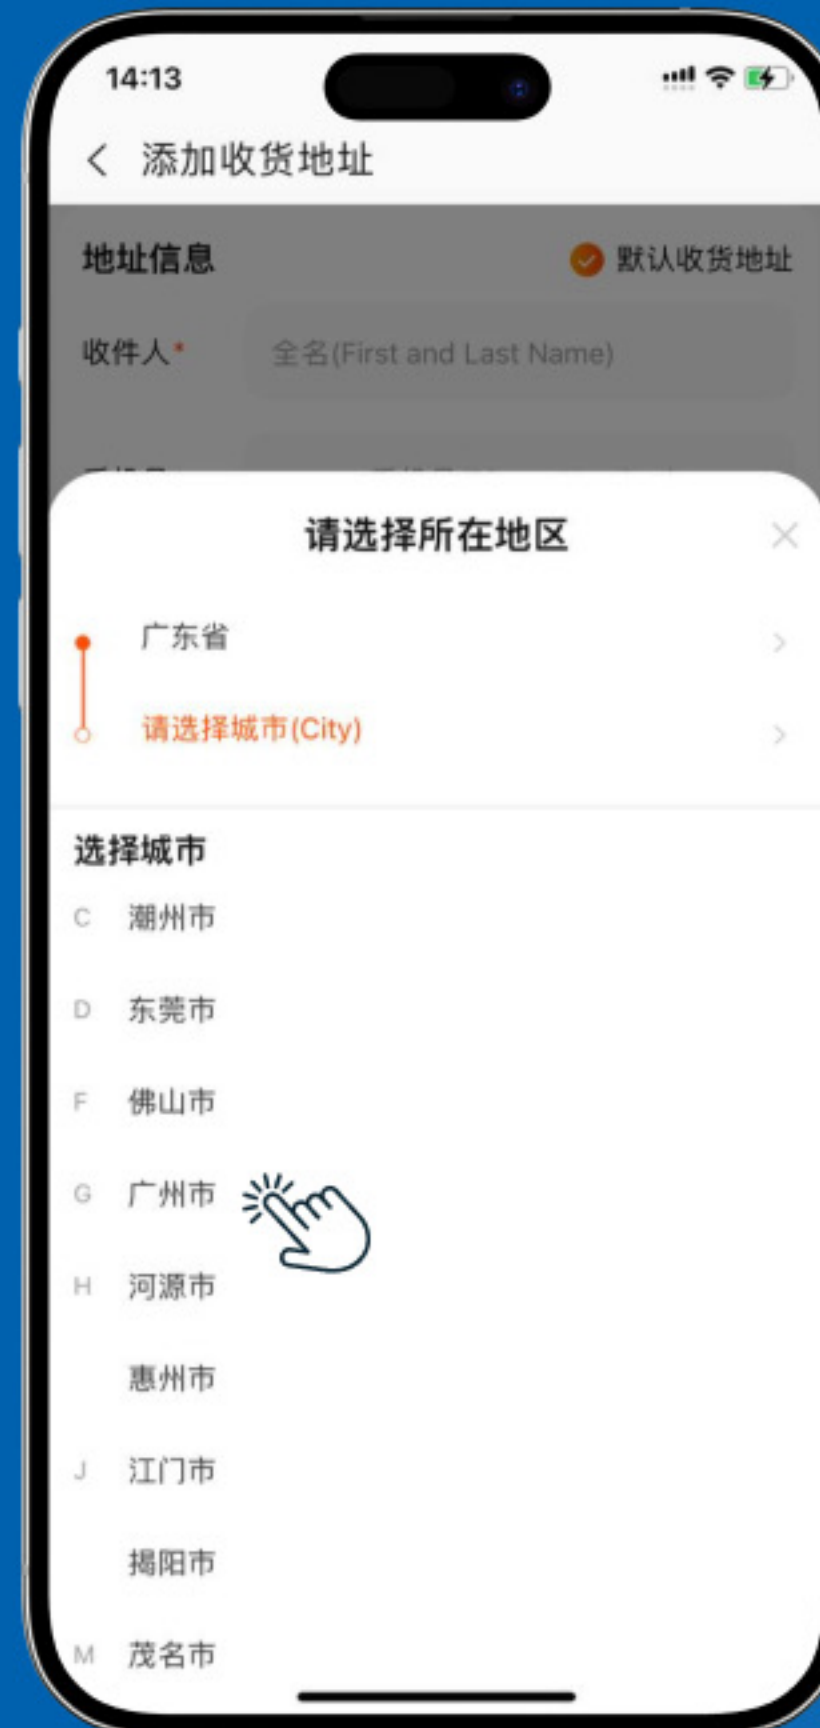 14:13
添加收货地址
地址信息
默认收货地址
收件人*
全名(First and Last Name)
请选择所在地区
广东省
请选择城市(City)
选择城市
C 潮州市
D 东莞市
F 佛山市
G 广州市
H 河源市
惠州市
J 江门市
揭阳市
M 茂名市